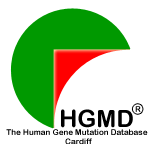 HGMD®
The Human Gene Mutation Database
Cardiff